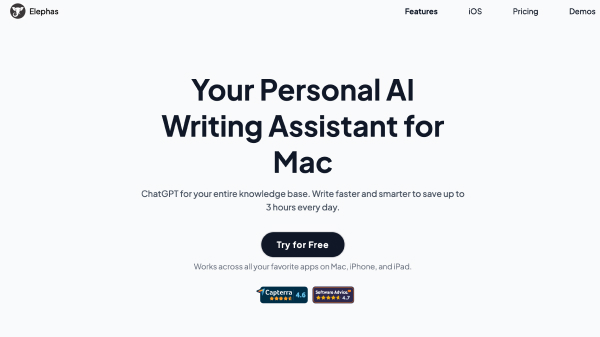 Elephas
Features
iOS
Pricing
Demos
Your Personal AI
Writing Assistant for
Mac
ChatGPT for your entire knowledge base. Write faster and smarter to save up to
3 hours every day.
Try for Free
Works across all your favorite apps on Mac, iPhone, and iPad.
Capterra 4.6
Software Advice 4.7